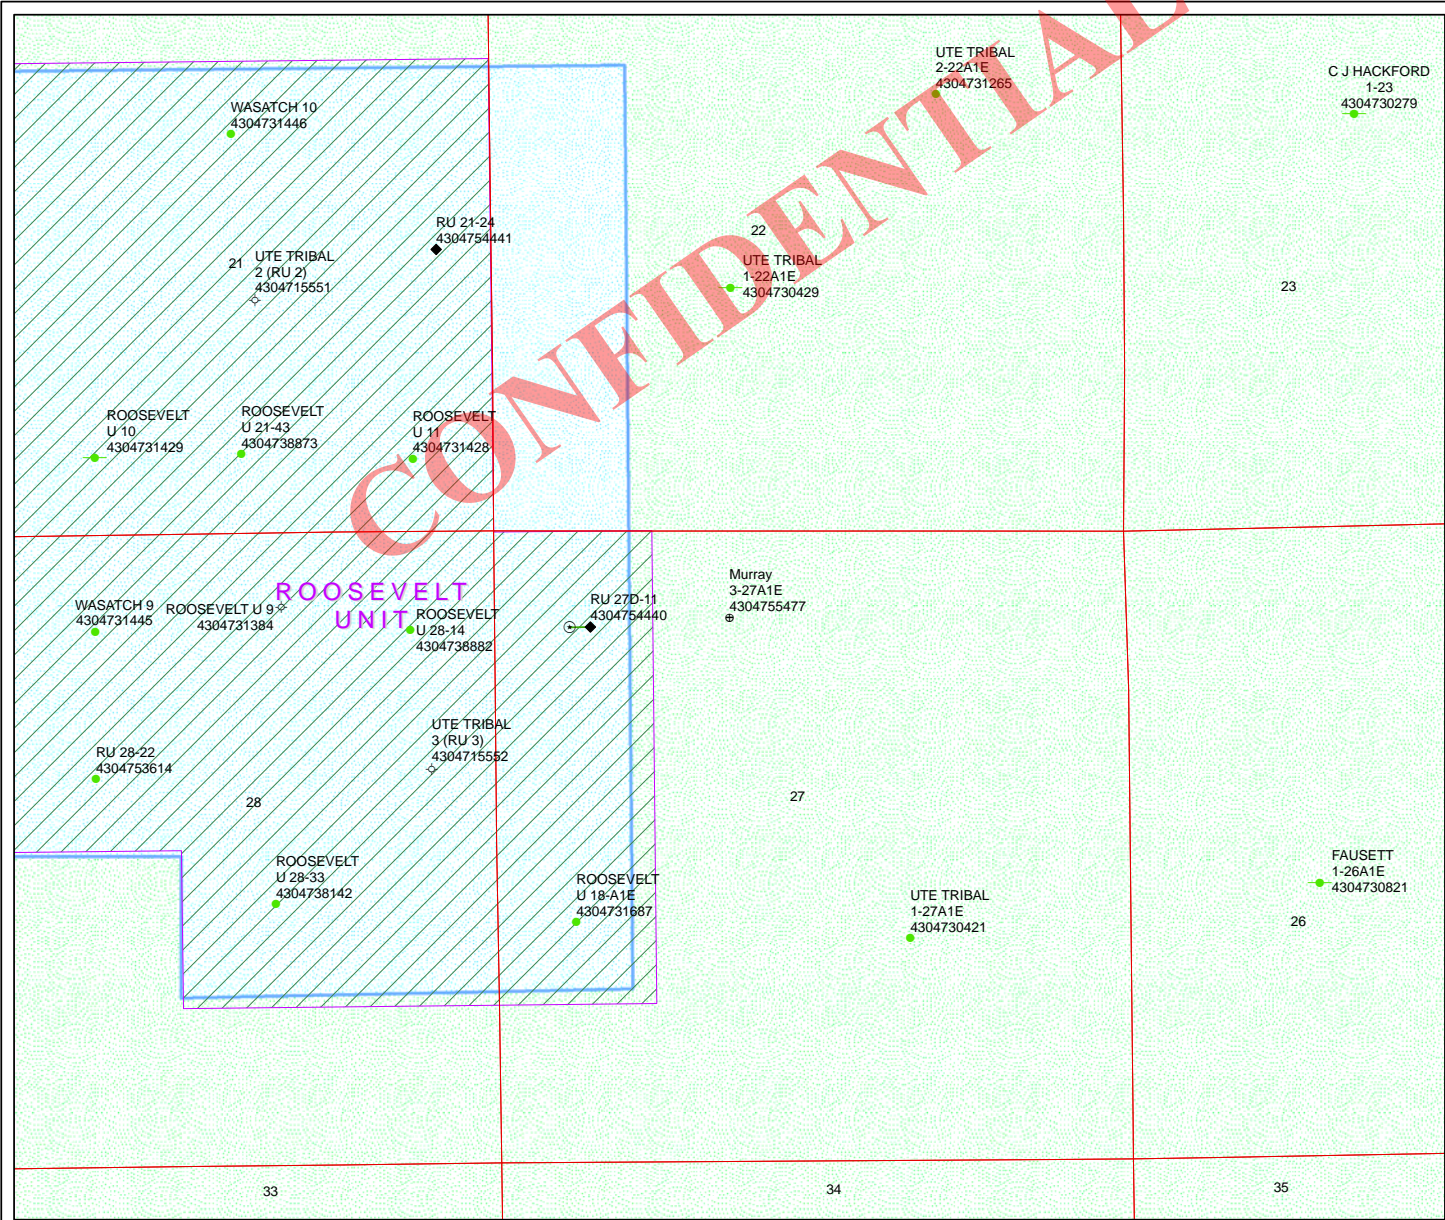 UTE TRIBAL
2-22A1E
4304731265
C J HACKFORD
1-23
4304730279
WASATCH 10
4304731446
RU 21-24
4304754441
22
21
UTE TRIBAL
2 (RU 2)
4304715551
UTE TRIBAL
1-22A1E
4304730429
23
CONFIDENTIAL
ROOSEVELT
U 10
4304731429
ROOSEVELT
U 21-43
4304738873
ROOSEVELT
U 11
4304731428
ROOSEVELT
UNIT
WASATCH 9
4304731445
ROOSEVELT U 9
4304731384
ROOSEVELT
U 28-14
4304738882
RU 27D-11
4304754440
Murray
3-27A1E
4304755477
UTE TRIBAL
3 (RU 3)
4304715552
RU 28-22
4304753614
28
27
ROOSEVELT
U 28-33
4304738142
ROOSEVELT
U 18-A1E
4304731687
UTE TRIBAL
1-27A1E
4304730421
FAUSETT
1-26A1E
4304730821
26
33
34
35